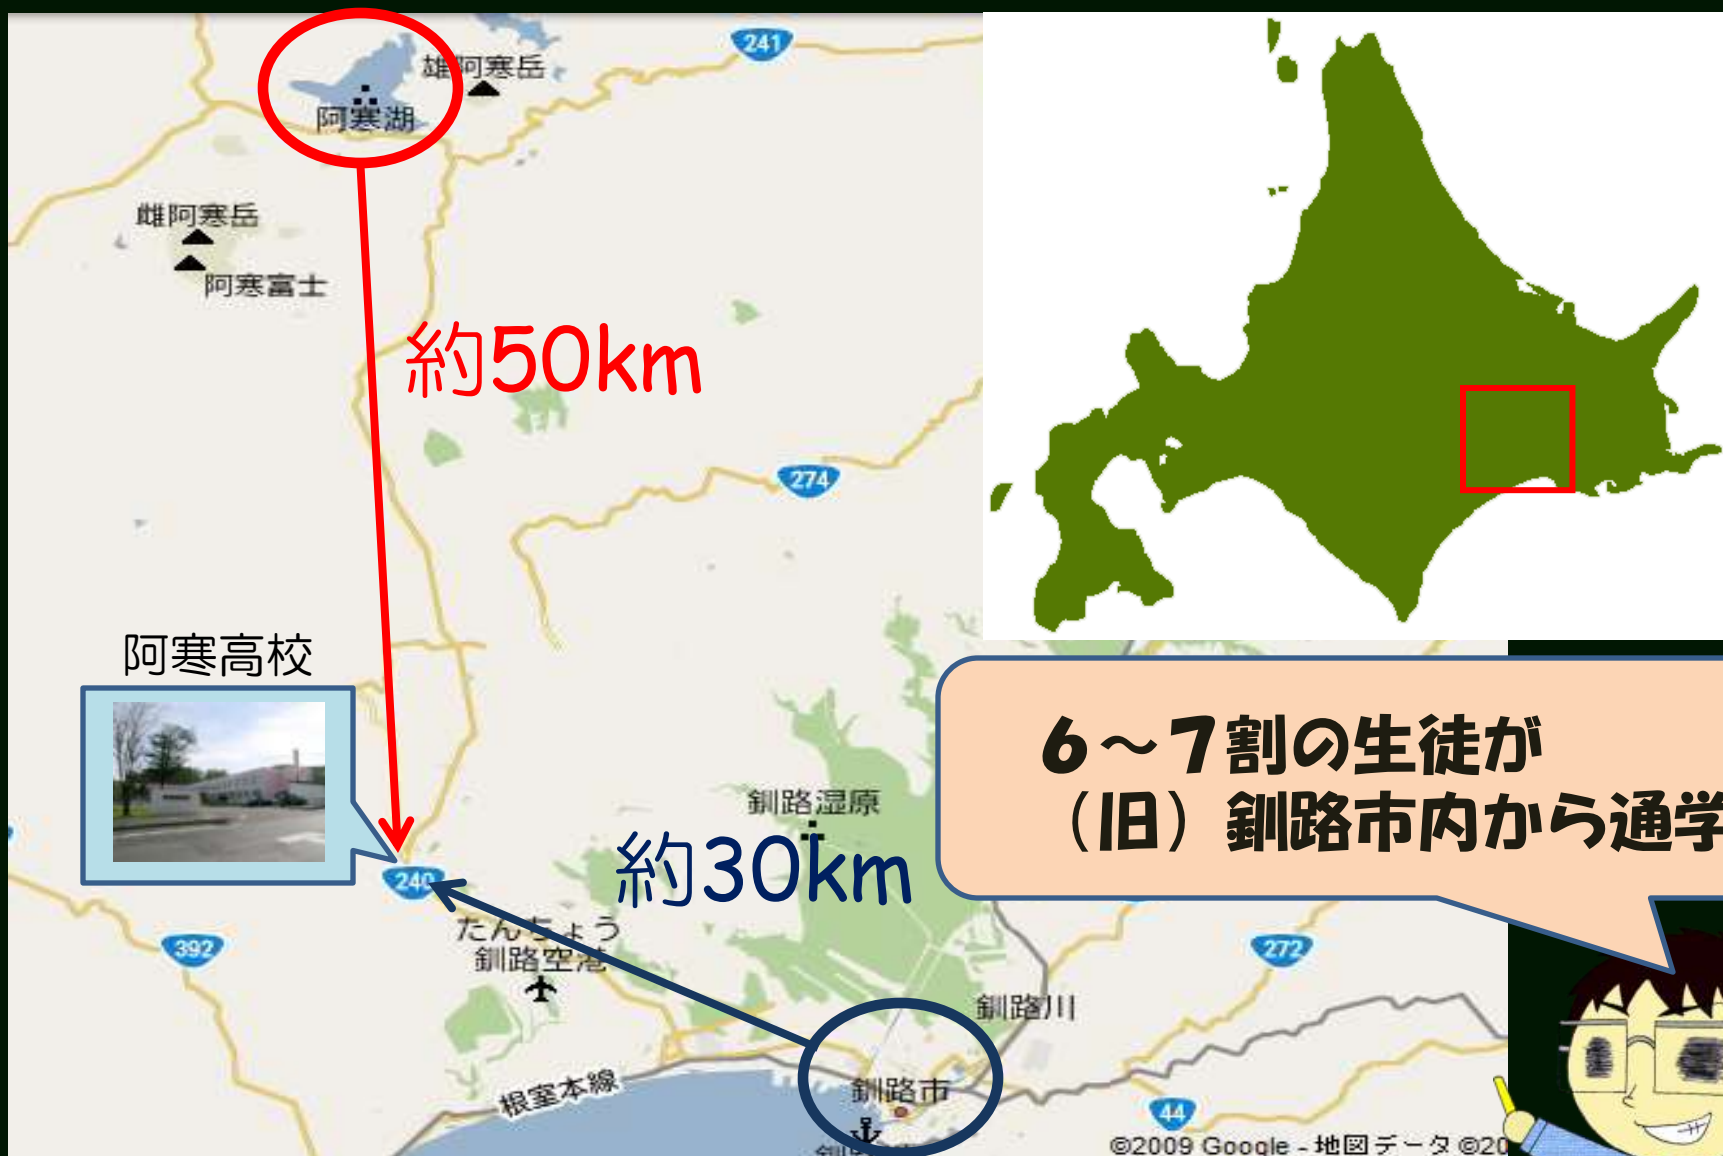 241
雄阿寒岳
阿寒湖
雌阿寒岳
阿寒富士
約50km
274
阿寒高校
6～7割の生徒が
（旧）釧路市内から通学
釧路湿原
約30km
240
たんちょう
釧路空港
392
272
釧路川
根室本線
釧路市
44
©2009 Google - 地図データ ©20